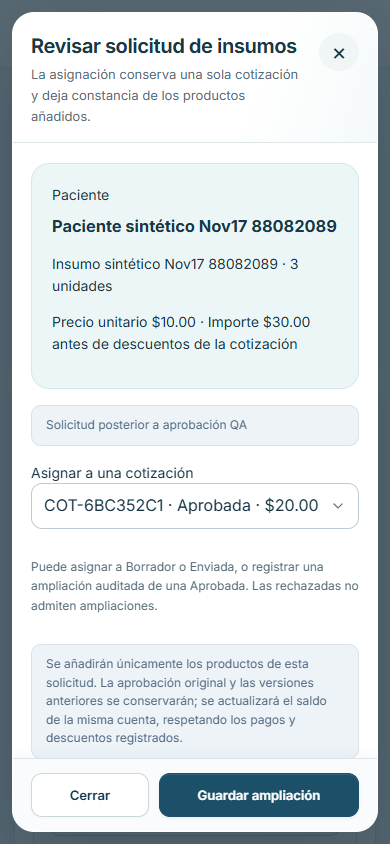 Revisar solicitud de insumos
La asignación conserva una sola cotización
y deja constancia de los productos
añadidos.
Paciente
Paciente sintético Nov17 88082089
Insumo sintético Nov17 88082089 · 3
unidades
Precio unitario $10.00 · Importe $30.00
antes de descuentos de la cotización
Solicitud posterior a aprobación QA
Asignar a una cotización
COT-6BC352C1 · Aprobada · $20.00
Puede asignar a Borrador o Enviada, o registrar una
ampliación auditada de una Aprobada. Las rechazadas no
admiten ampliaciones.
Se añadirán únicamente los productos de esta
solicitud. La aprobación original y las versiones
anteriores se conservarán; se actualizará el saldo
de la misma cuenta, respetando los pagos y
descuentos registrados.
Cerrar
Guardar ampliación